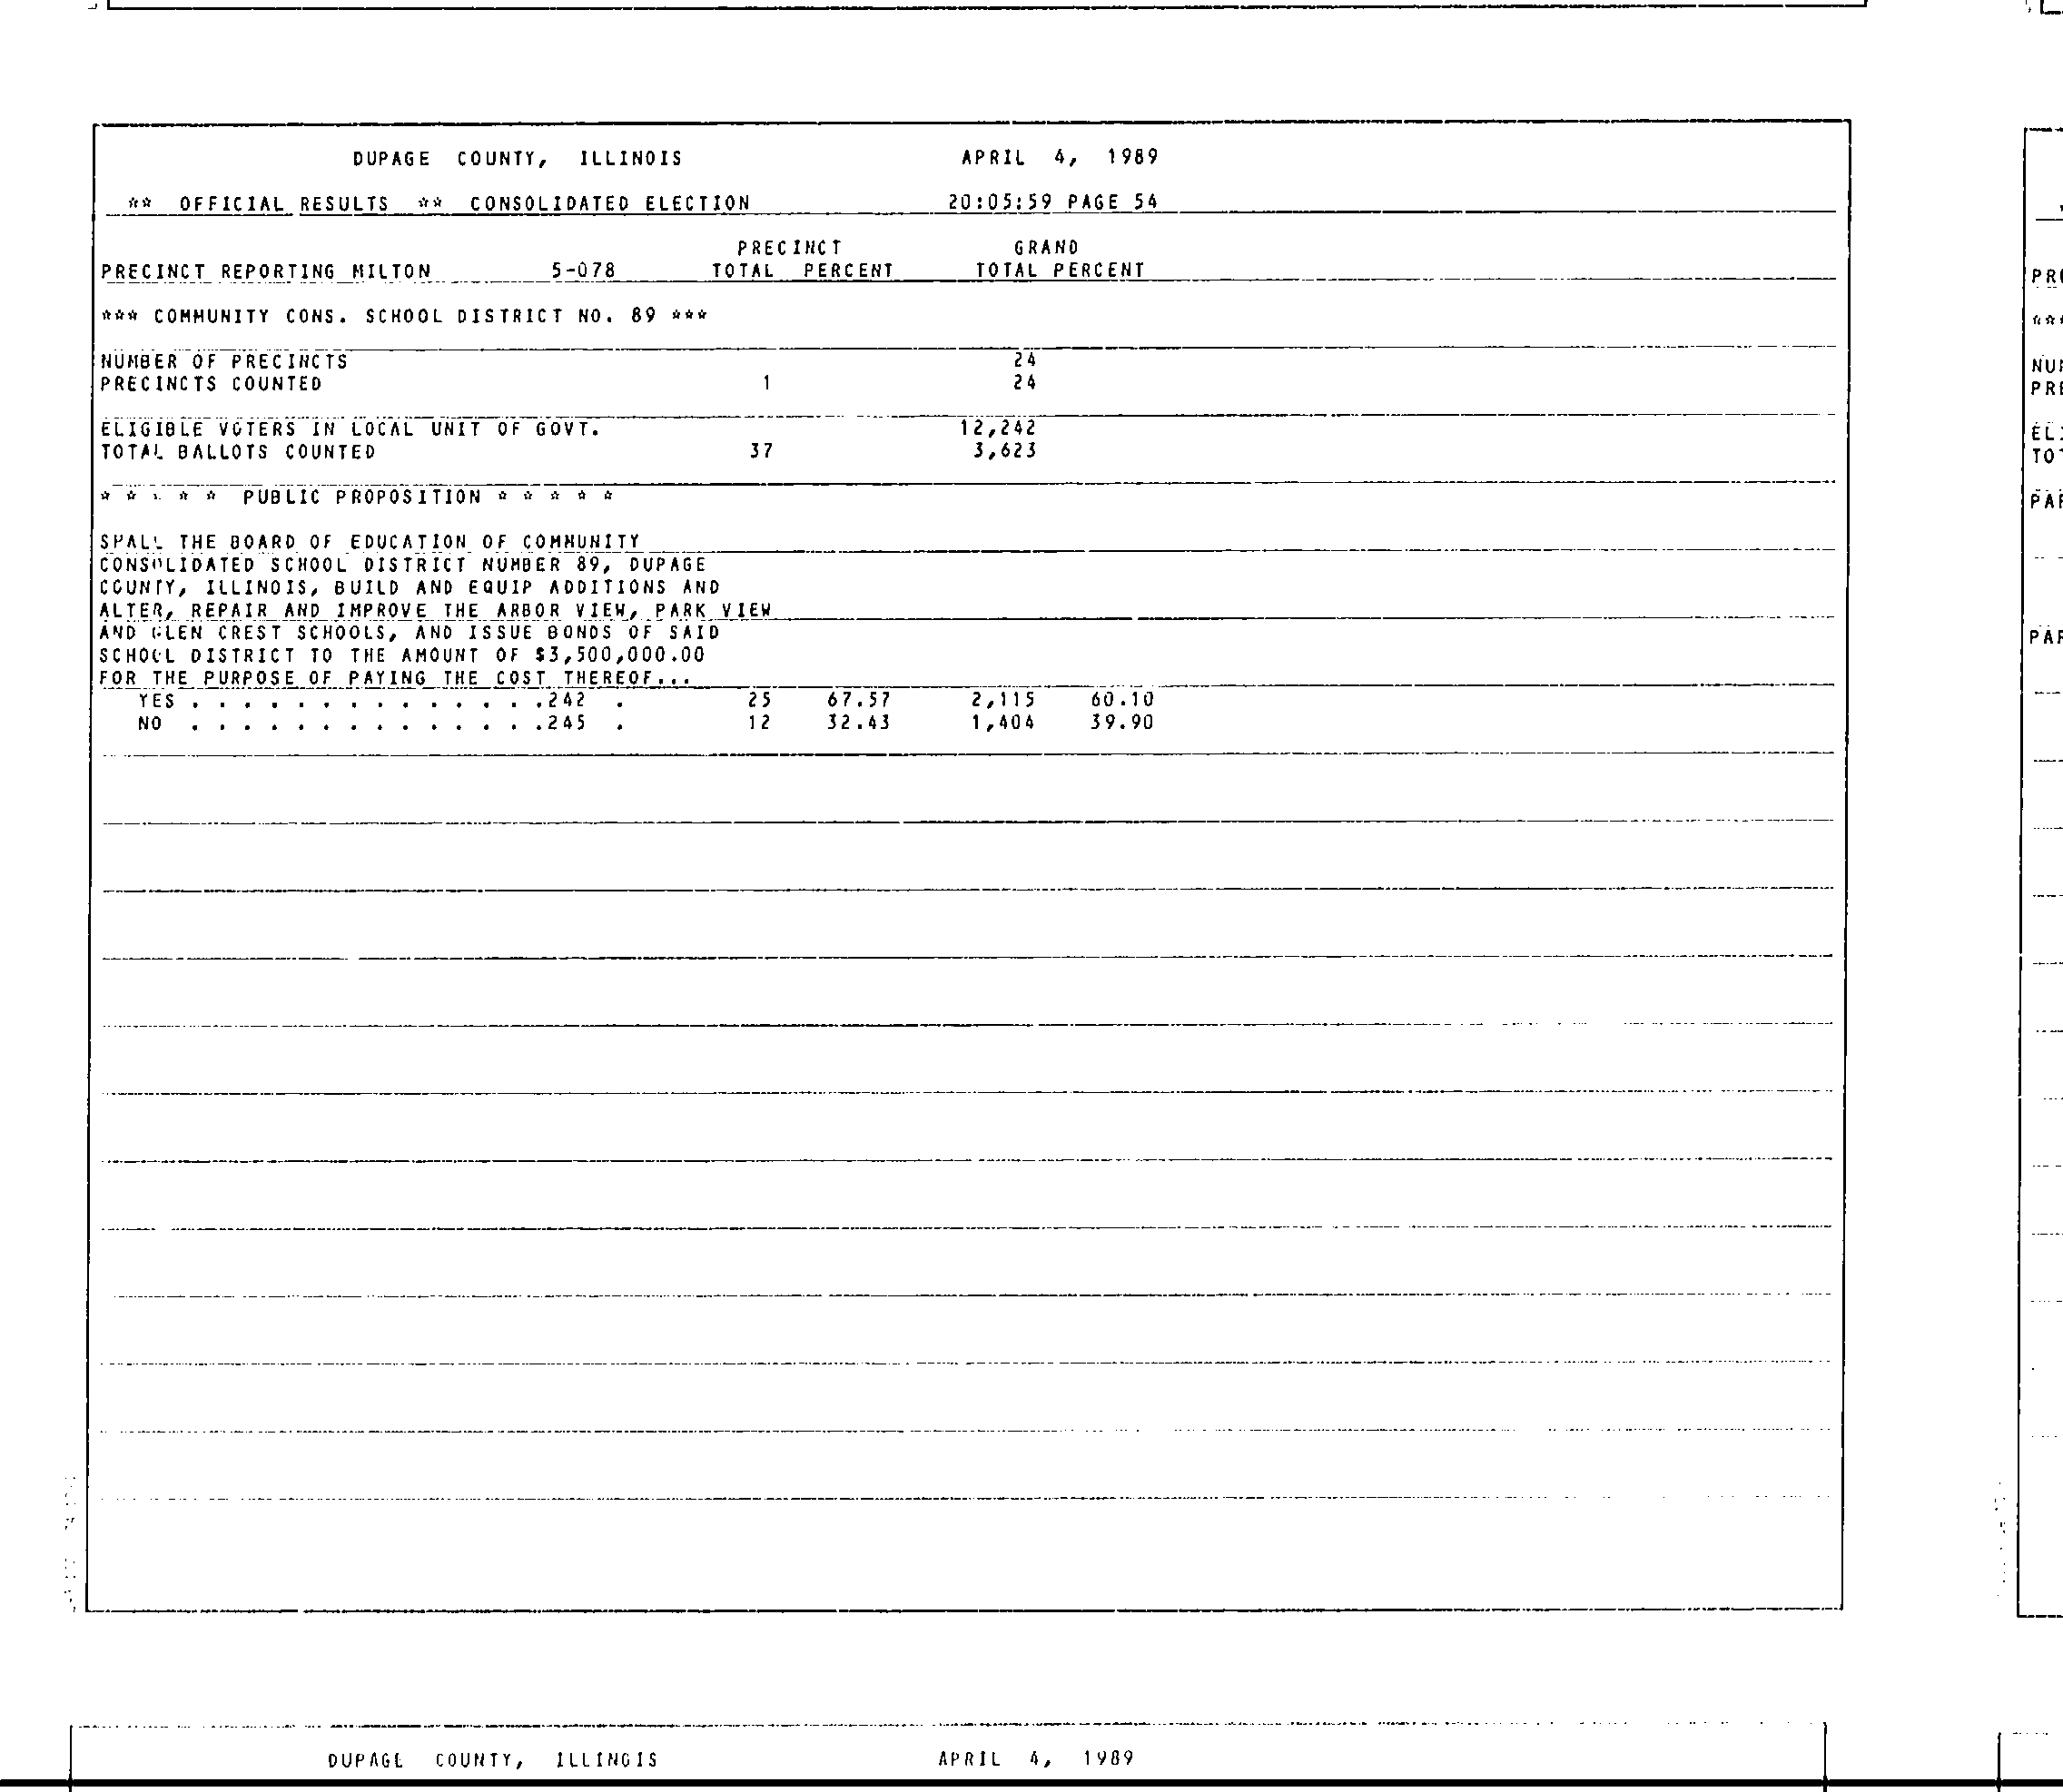 DUPAGE COUNTY, ILLINOIS APRIL 4, 1989
** OFFICIAL RESULTS ** CONSOLIDATED ELECTION 20:05:59 PAGE 54
PRECINCT GRAND
PRECINCT REPORTING MILTON 5-078 TOTAL PERCENT TOTAL PERCENT
*** COMMUNITY CONS. SCHOOL DISTRICT NO. 89 ***
NUMBER OF PRECINCTS 24
PRECINCTS COUNTED 1 24
ELIGIBLE VOTERS IN LOCAL UNIT OF GOVT. 12,242
TOTAL BALLOTS COUNTED 37 3,623
* * * * * PUBLIC PROPOSITION * * * * *
SHALL THE BOARD OF EDUCATION OF COMMUNITY
CONSOLIDATED SCHOOL DISTRICT NUMBER 89, DUPAGE
COUNTY, ILLINOIS, BUILD AND EQUIP ADDITIONS AND
ALTER, REPAIR AND IMPROVE THE ARBOR VIEW, PARK VIEW
AND GLEN CREST SCHOOLS, AND ISSUE BONDS OF SAID
SCHOOL DISTRICT TO THE AMOUNT OF $3,500,000.00
FOR THE PURPOSE OF PAYING THE COST THEREOF...
YES . . . . . . . . . . . . . .242 . 25 67.57 2,115 60.10
NO . . . . . . . . . . . . . .245 . 12 32.43 1,404 39.90
DUPAGE COUNTY, ILLINOIS APRIL 4, 1989